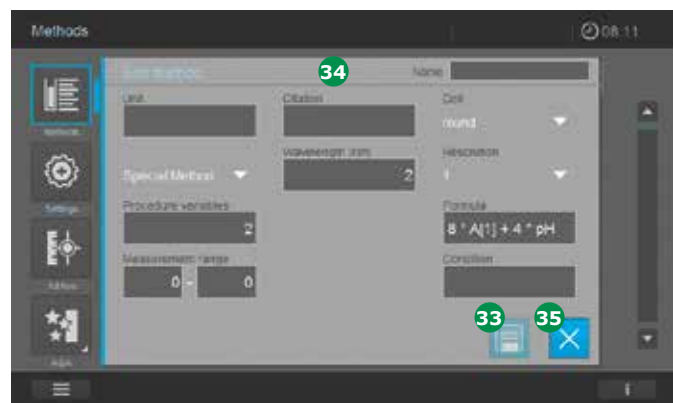 Methods 08:11
34
Name
Unit Citation Cell
round
Wavelength (nm) Resolution
Special Method 2 1
Procedure variables Formula
2 8 * A[1] + 4 * pH
Measurement range Condition
0 - 0
33 35
Methods
Settings
i